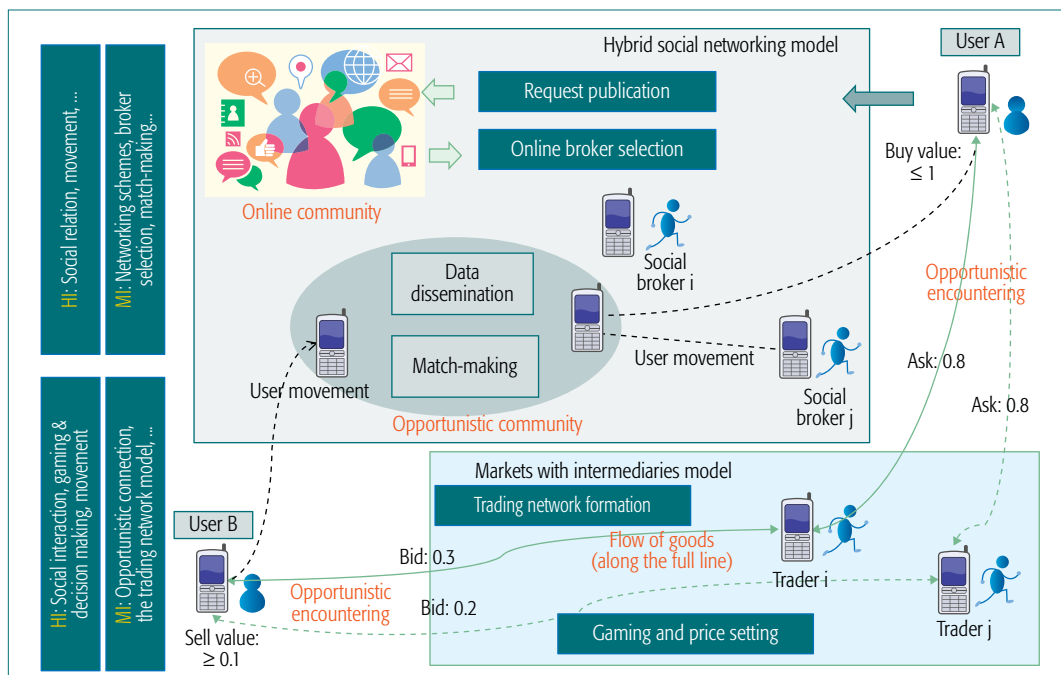 HI: Social relation, movement, ...
MI: Networking schemes, broker
selection, match-making...
Hybrid social networking model
Request publication
Online broker selection
Online community
Social
broker i
Data
dissemination
Match-making
User movement
User movement
Opportunistic community
Social
broker j
User A
Buy value:
≤ 1
Opportunistic
encountering
Ask: 0.8
Ask: 0.8
HI: Social interaction, gaming &
decision making, movement
MI: Opportunistic connection,
the trading network model, ...
User B
Sell value:
≥ 0.1
Opportunistic
encountering
Bid: 0.3
Bid: 0.2
Markets with intermediaries model
Trading network formation
Flow of goods
(along the full line)
Trader i
Gaming and price setting
Trader j